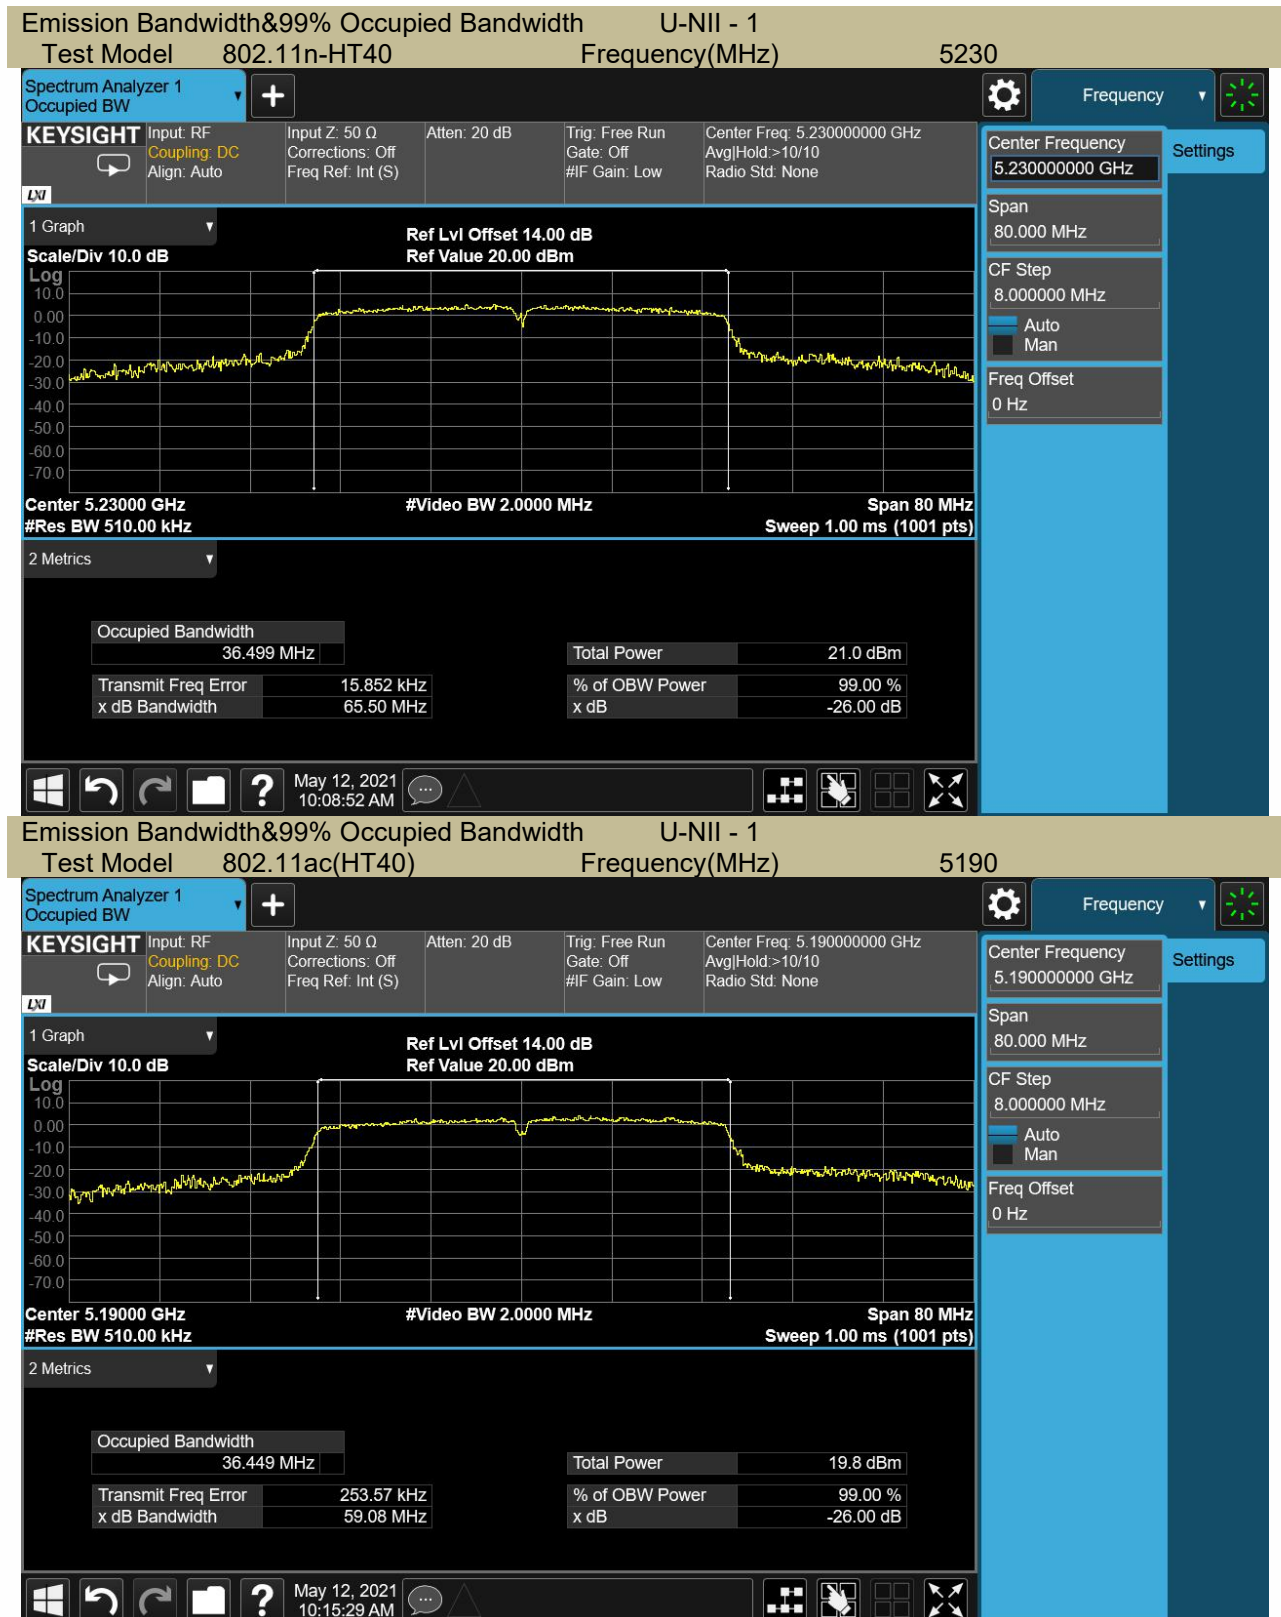 Emission Bandwidth&99% Occupied Bandwidth U-NII - 1
Test Model 802.11n-HT40 Frequency(MHz) 5230
Spectrum Analyzer 1
Occupied BW
+
Frequency
KEYSIGHT
LXI
Input: RF
Coupling: DC
Align: Auto
Input Z: 50 Ω
Corrections: Off
Freq Ref: Int (S)
Atten: 20 dB
Trig: Free Run
Gate: Off
#IF Gain: Low
Center Freq: 5.230000000 GHz
Avg|Hold:>10/10
Radio Std: None
Center Frequency
5.230000000 GHz
Settings
Span
80.000 MHz
CF Step
8.000000 MHz
Auto
Man
Freq Offset
0 Hz
1 Graph
Scale/Div 10.0 dB
Ref Lvl Offset 14.00 dB
Ref Value 20.00 dBm
Log
10.0
0.00
-10.0
-20.0
-30.0
-40.0
-50.0
-60.0
-70.0
Center 5.23000 GHz #Video BW 2.0000 MHz Span 80 MHz
#Res BW 510.00 kHz Sweep 1.00 ms (1001 pts)
2 Metrics
Occupied Bandwidth
36.499 MHz
Total Power 21.0 dBm
Transmit Freq Error 15.852 kHz % of OBW Power 99.00 %
x dB Bandwidth 65.50 MHz x dB -26.00 dB
?
May 12, 2021
10:08:52 AM
Emission Bandwidth&99% Occupied Bandwidth U-NII - 1
Test Model 802.11ac(HT40) Frequency(MHz) 5190
Spectrum Analyzer 1
Occupied BW
+
Frequency
KEYSIGHT
LXI
Input: RF
Coupling: DC
Align: Auto
Input Z: 50 Ω
Corrections: Off
Freq Ref: Int (S)
Atten: 20 dB
Trig: Free Run
Gate: Off
#IF Gain: Low
Center Freq: 5.190000000 GHz
Avg|Hold:>10/10
Radio Std: None
Center Frequency
5.190000000 GHz
Settings
Span
80.000 MHz
CF Step
8.000000 MHz
Auto
Man
Freq Offset
0 Hz
1 Graph
Scale/Div 10.0 dB
Ref Lvl Offset 14.00 dB
Ref Value 20.00 dBm
Log
10.0
0.00
-10.0
-20.0
-30.0
-40.0
-50.0
-60.0
-70.0
Center 5.19000 GHz #Video BW 2.0000 MHz Span 80 MHz
#Res BW 510.00 kHz Sweep 1.00 ms (1001 pts)
2 Metrics
Occupied Bandwidth
36.449 MHz
Total Power 19.8 dBm
Transmit Freq Error 253.57 kHz % of OBW Power 99.00 %
x dB Bandwidth 59.08 MHz x dB -26.00 dB
?
May 12, 2021
10:15:29 AM